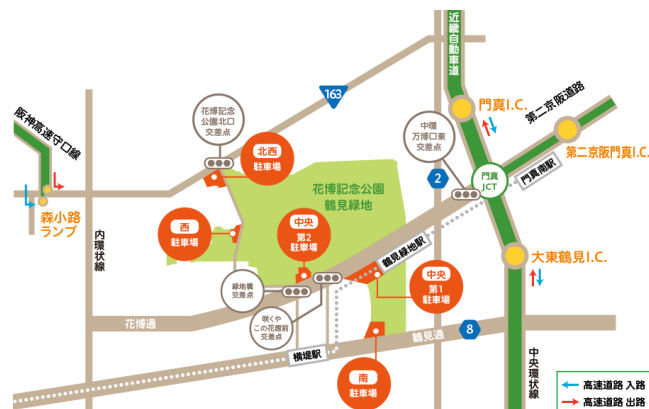 近畿自動車道
163
花博記念
公園北口
交差点
門真I.C.
第二京阪道路
阪神高速守口線
中環
万博口東
交差点
第二京阪門真I.C.
北西
駐車場
門真
JCT
門真南駅
2
花博記念公園
鶴見緑地
森小路
ランプ
内環状線
西
駐車場
中央
第2
駐車場
鶴見緑地駅
大東鶴見I.C.
緑地橋
交差点
中央
第1
駐車場
咲くや
この花館前
交差点
花博通
鶴見通
8
横堤駅
南
駐車場
中央環状線
高速道路 入路
高速道路 出路